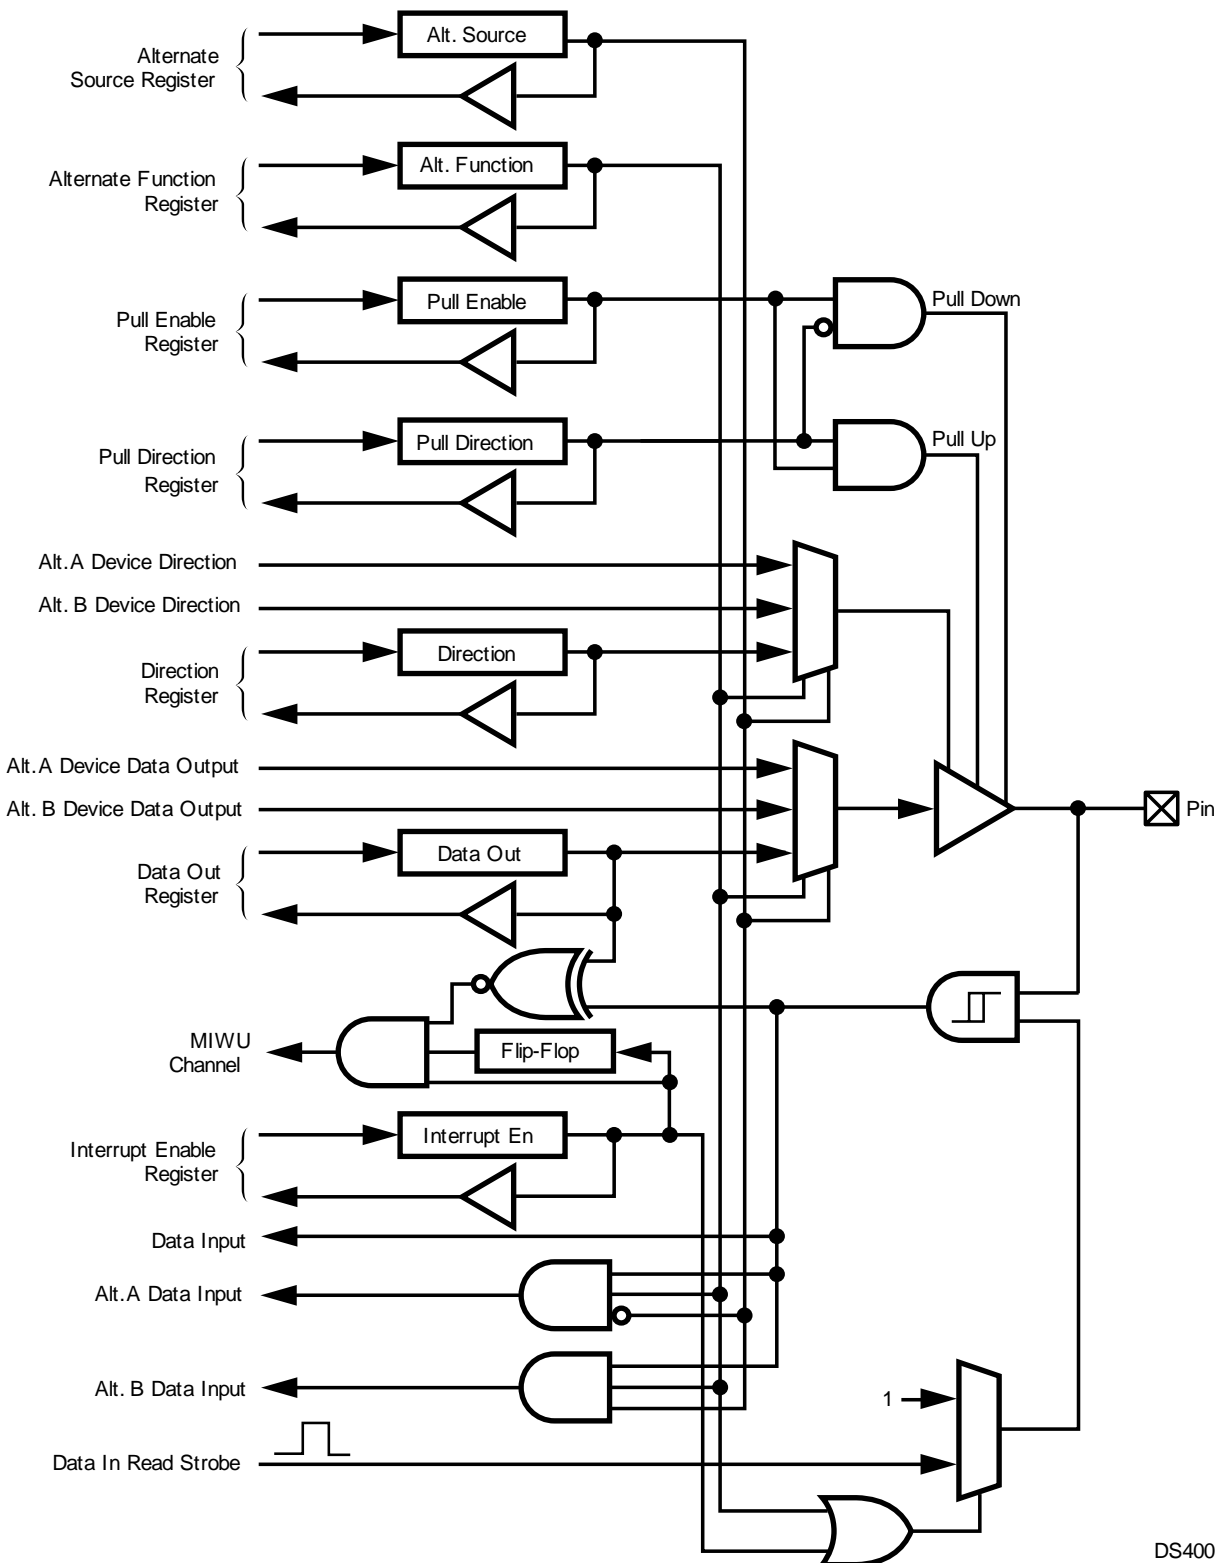 Alt. Source
Alternate
Source Register
Alt. Function
Alternate Function
Register
Pull Enable
Pull Down
Pull Enable
Register
Pull Direction
Pull Up
Pull Direction
Register
Alt.A Device Direction
Alt. B Device Direction
Direction
Direction
Register
Alt.A Device Data Output
Alt. B Device Data Output
Pin
Data Out
Data Out
Register
MIWU
Channel
Flip-Flop
Interrupt En
Interrupt Enable
Register
Data Input
Alt.A Data Input
Alt. B Data Input
1
Data In Read Strobe
DS400